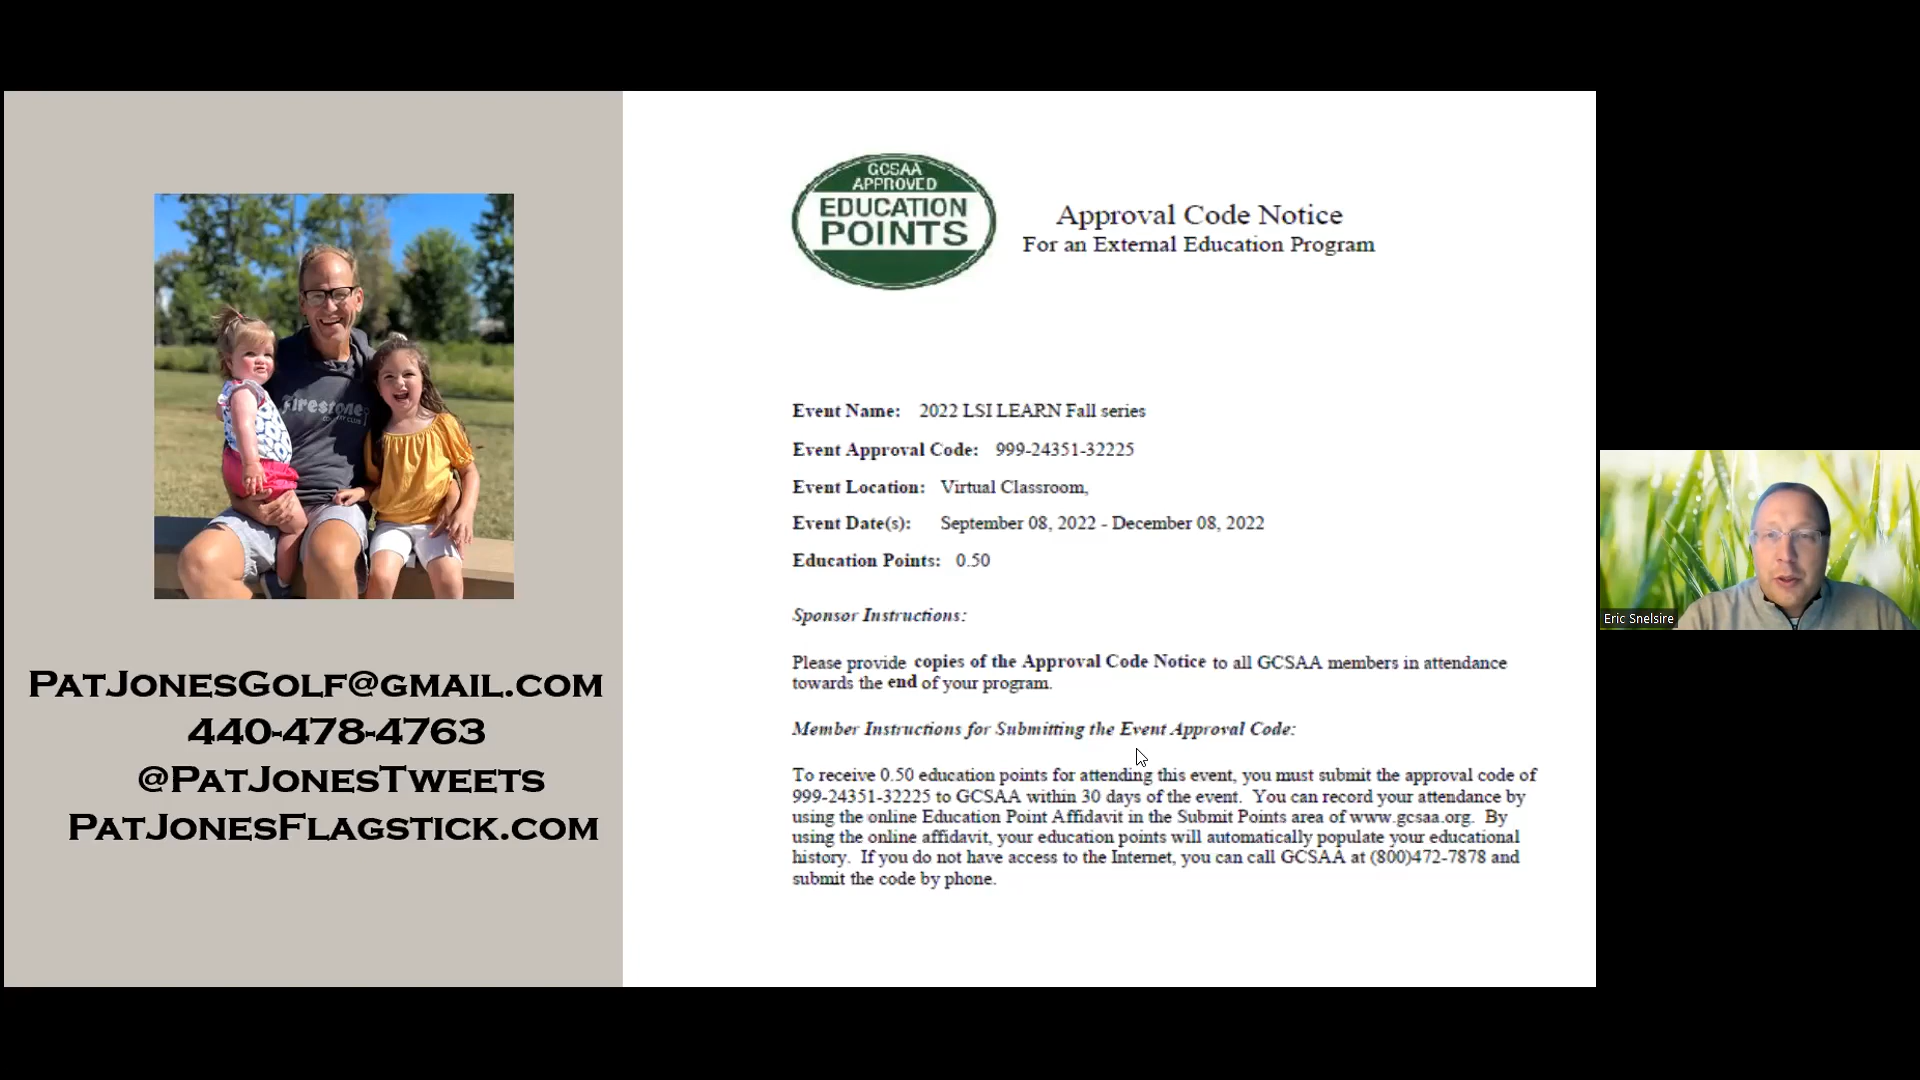 GCSAA
APPROVED
EDUCATION
POINTS
Approval Code Notice
For an External Education Program
Firestone
COUNTRY CLUB
PatJonesGolf@gmail.com
440-478-4763
@PatJonesTweets
PatJonesFlagstick.com
Event Name: 2022 LSI LEARN Fall series
Event Approval Code: 999-24351-32225
Event Location: Virtual Classroom,
Event Date(s): September 08, 2022 - December 08, 2022
Education Points: 0.50
Sponsor Instructions:
Please provide copies of the Approval Code Notice to all GCSAA members in attendance
towards the end of your program.
Member Instructions for Submitting the Event Approval Code:
To receive 0.50 education points for attending this event, you must submit the approval code of
999-24351-32225 to GCSAA within 30 days of the event. You can record your attendance by
using the online Education Point Affidavit in the Submit Points area of www.gcsaa.org. By
using the online affidavit, your education points will automatically populate your educational
history. If you do not have access to the Internet, you can call GCSAA at (800)472-7878 and
submit the code by phone.
Eric Snelsire